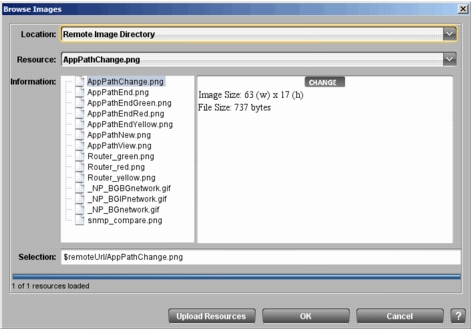 Browse Images
Location: Remote Image Directory
Resource: AppPathChange.png
Information:
AppPathChange.png
AppPathEnd.png
AppPathEndGreen.png
AppPathEndRed.png
AppPathEndYellow.png
AppPathNew.png
AppPathView.png
Router_green.png
Router_red.png
Router_yellow.png
_NP_BGBGnetwork.gif
_NP_BGIPnetwork.gif
_NP_BGnetwork.gif
snmp_compare.png
CHANGE
Image Size: 63 (w) x 17 (h)
File Size: 737 bytes
Selection: $remoteUrl/AppPathChange.png
1 of 1 resources loaded
Upload Resources OK Cancel ?